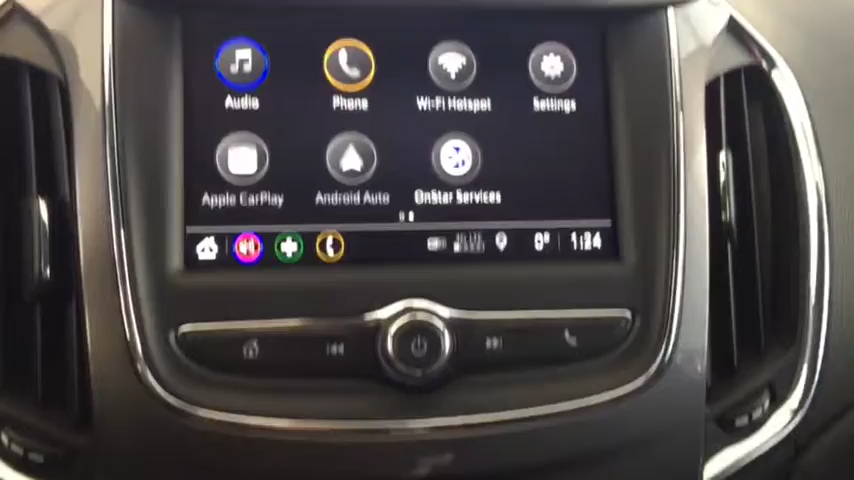 Audio Phone Wi-Fi Hotspot Settings
Apple CarPlay Android Auto OnStar Services
1:24